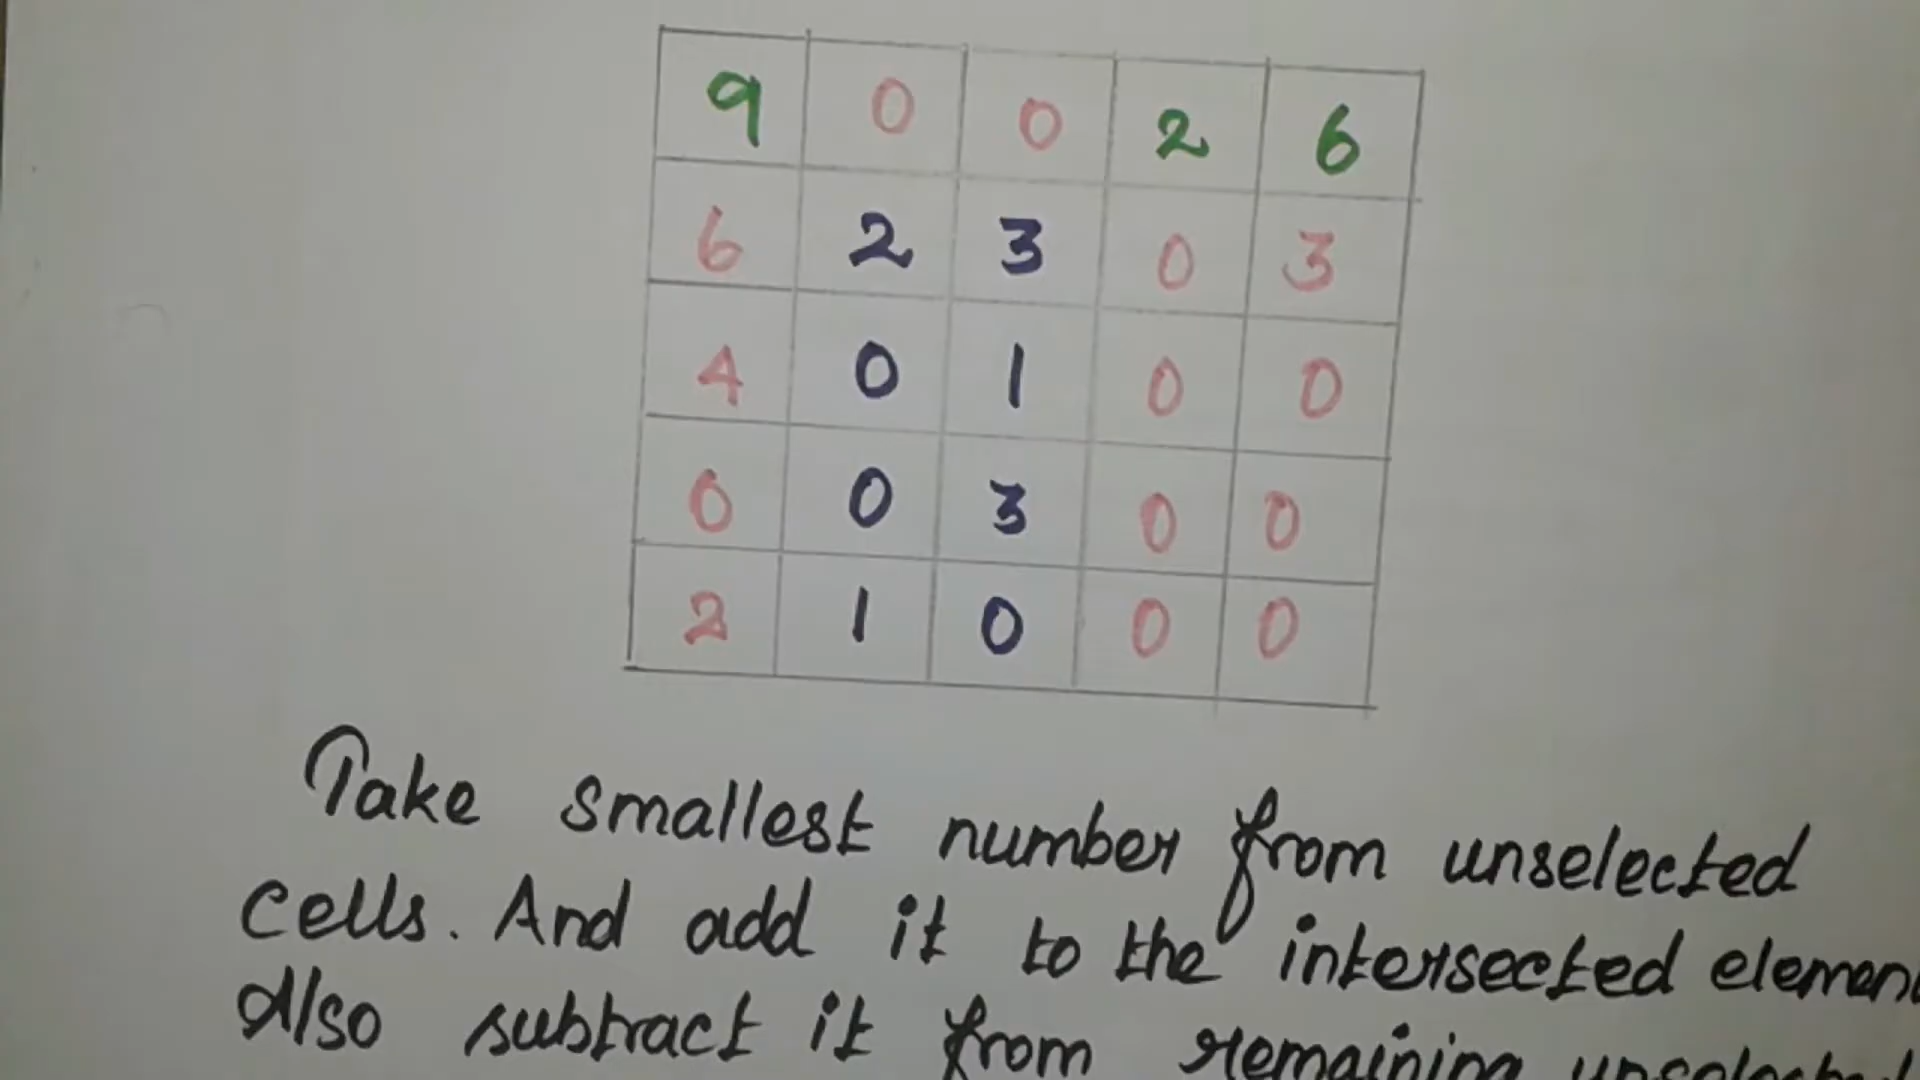 9 0 0 2 6
6 2 3 0 3
4 0 1 0 0
0 0 3 0 0
2 1 0 0 0
Take smallest number from unselected
cells. And add it to the intersected
Also subtract it from remaining